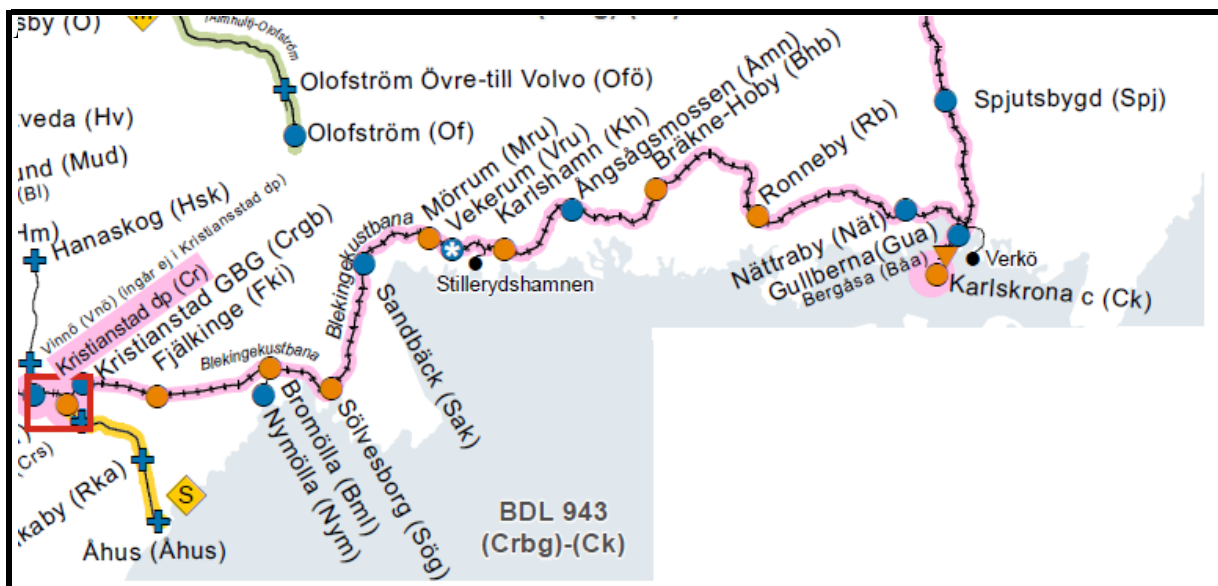 sby (O)
M
(Älmhult)-Olofström
Olofström Övre-till Volvo (Ofö)
Olofström (Of)
veda (Hv)
und (Mud)
(Bl)
Hm)
Hanaskog (Hsk)
Vinnö (Vnö) (ingår ej i Kristiansstad dp)
Kristianstad dp (Cr)
Kristianstad GBG (Crgb)
Fjälkinge (Fki)
Blekingekustbana
Bromölla (Bml)
Nymölla (Nym)
Sölvesborg (Sög)
Sandbäck (Sak)
Blekingekustbana
Mörrum (Mru)
Vekerum (Vru)
Karlshamn (Kh)
Stillerydshamnen
Ångsågsmossen (Åmn)
Bräkne-Hoby (Bhb)
Ronneby (Rb)
Spjutsbygd (Spj)
Nättraby (Nät)
Gullberna(Gua)
Bergåsa (Båa)
Verkö
Karlskrona c (Ck)
(Crs)
kaby (Rka)
S
Åhus (Åhus)
BDL 943
(Crbg)-(Ck)